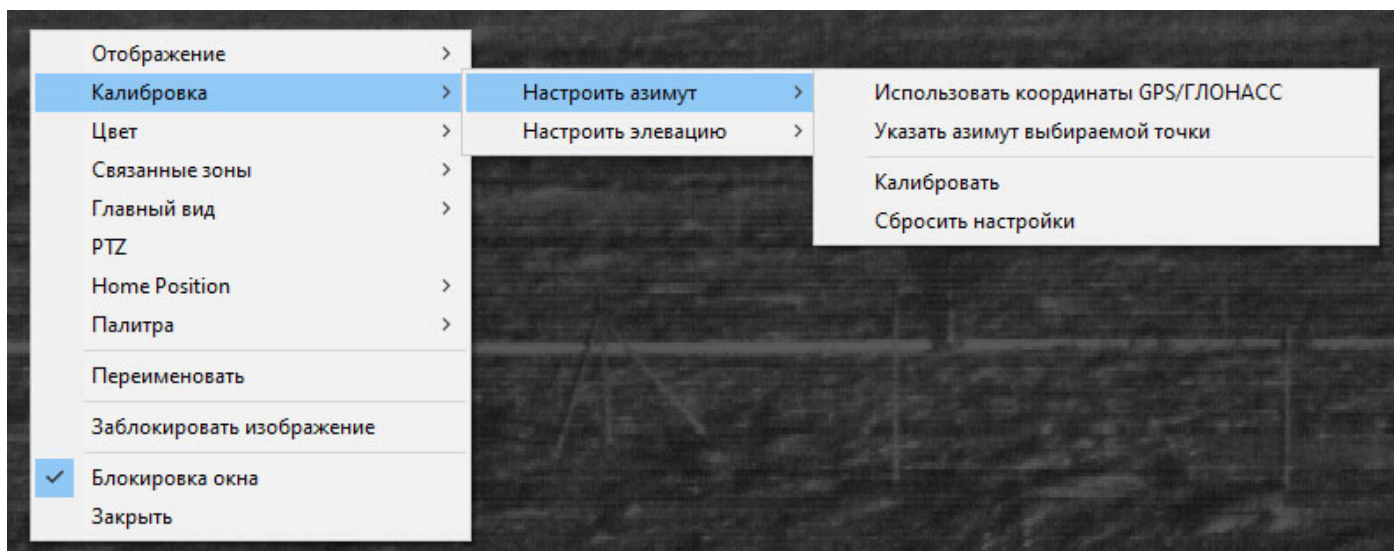 Отображение
Калибровка
Цвет
Связанные зоны
Главный вид
PTZ
Home Position
Палитра
Переименовать
Заблокировать изображение
Блокировка окна
Закрыть
Настроить азимут
Настроить элевацию
Использовать координаты GPS/ГЛОНАСС
Указать азимут выбираемой точки
Калибровать
Сбросить настройки